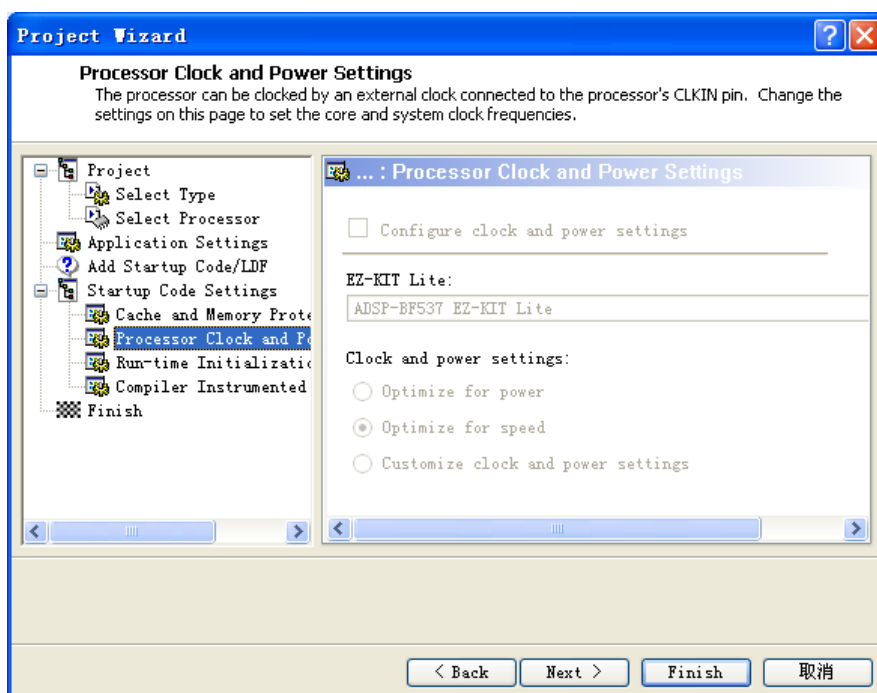 Project Wizard
Processor Clock and Power Settings
The processor can be clocked by an external clock connected to the processor's CLKIN pin. Change the
settings on this page to set the core and system clock frequencies.
Project
Select Type
Select Processor
Application Settings
Add Startup Code/LDF
Startup Code Settings
Cache and Memory Prote
Processor Clock and Po
Run-time Initializatic
Compiler Instrumented
Finish
... : Processor Clock and Power Settings
Configure clock and power settings
EZ-KIT Lite:
ADSP-BF537 EZ-KIT Lite
Clock and power settings:
Optimize for power
Optimize for speed
Customize clock and power settings
< Back
Next >
Finish
取消